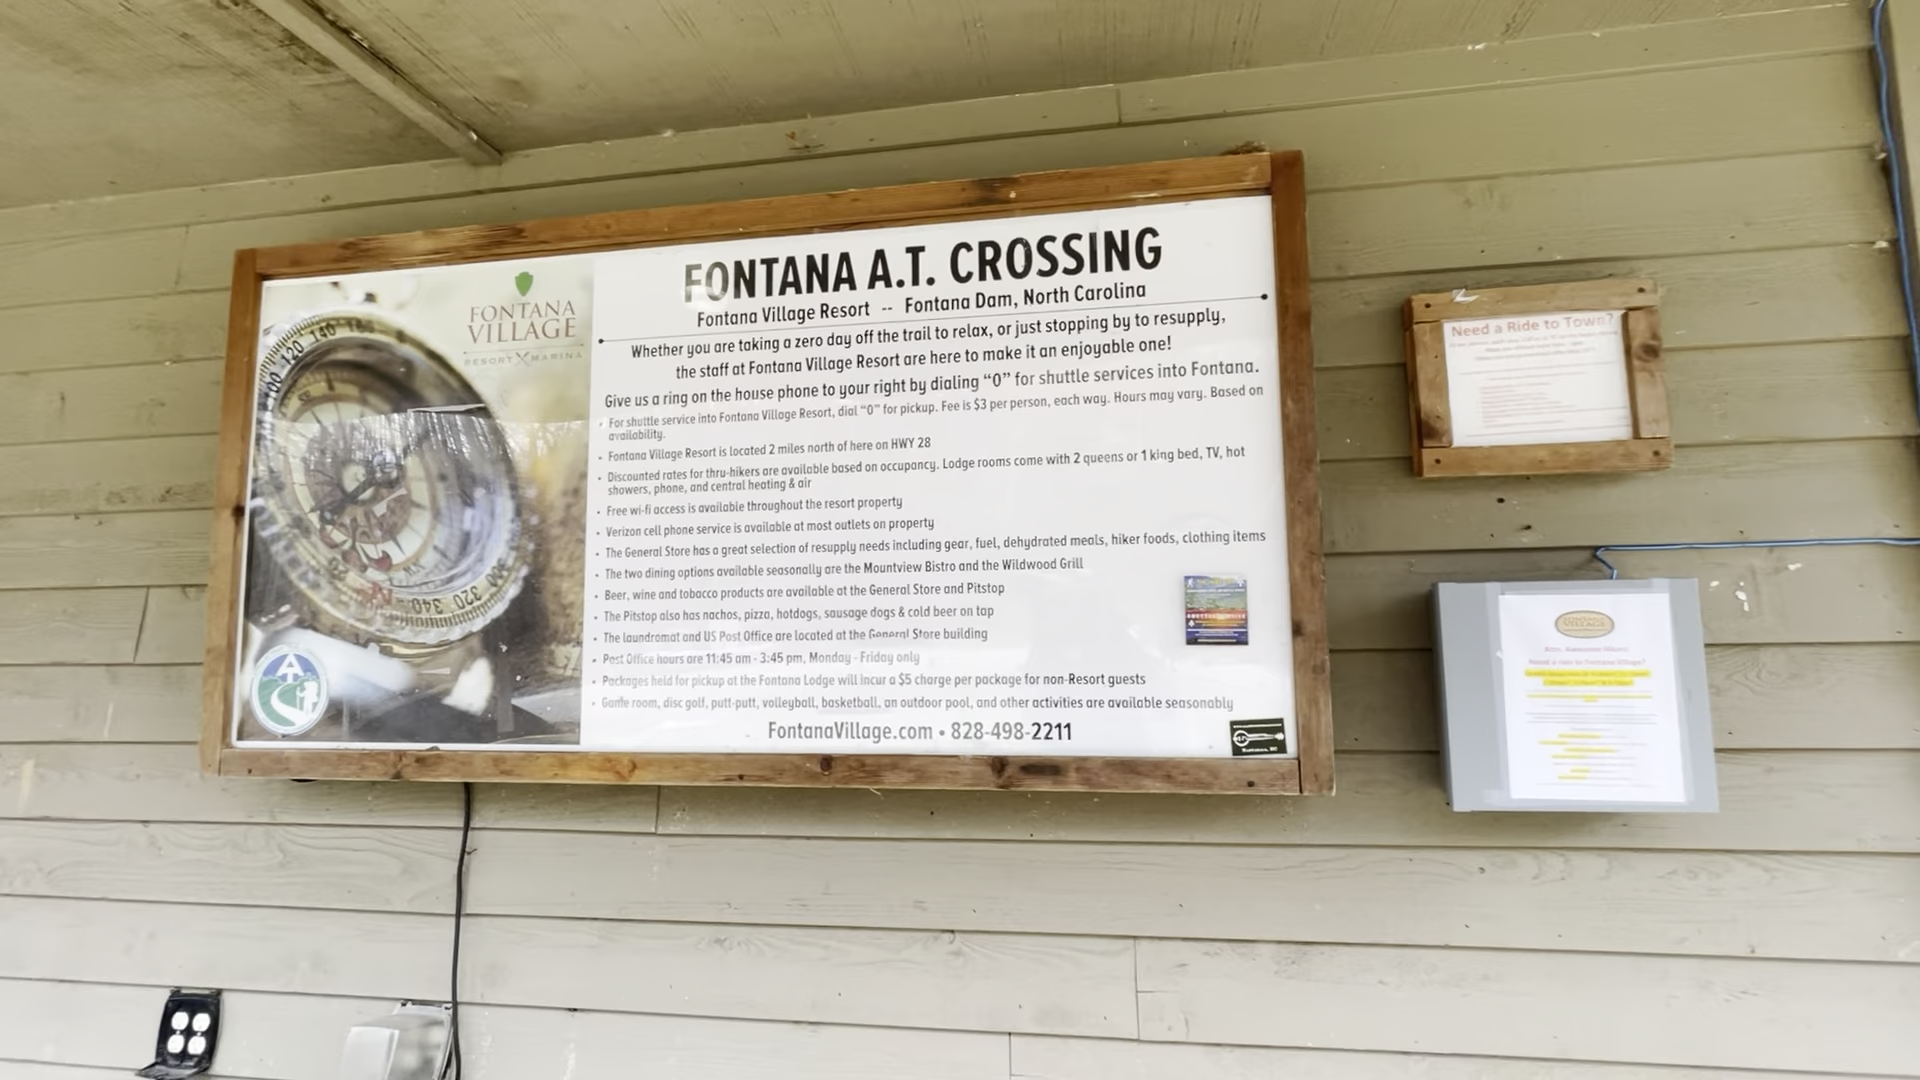 FONTANA
VILLAGE
RESORT MARINA
140
120
100
300
320
340
FONTANA A.T. CROSSING
Fontana Village Resort -- Fontana Dam, North Carolina
Whether you are taking a zero day off the trail to relax, or just stopping by to resupply,
the staff at Fontana Village Resort are here to make it an enjoyable one!
Give us a ring on the house phone to your right by dialing “0” for shuttle services into Fontana.
• For shuttle service into Fontana Village Resort, dial “0” for pickup. Fee is $3 per person, each way. Hours may vary. Based on
availability.
• Fontana Village Resort is located 2 miles north of here on HWY 28
• Discounted rates for thru-hikers are available based on occupancy. Lodge rooms come with 2 queens or 1 king bed, TV, hot
showers, phone, and central heating & air
• Free wi-fi access is available throughout the resort property
• Verizon cell phone service is available at most outlets on property
• The General Store has a great selection of resupply needs including gear, fuel, dehydrated meals, hiker foods, clothing items
• The two dining options available seasonally are the Mountview Bistro and the Wildwood Grill
• Beer, wine and tobacco products are available at the General Store and Pitstop
• The Pitstop also has nachos, pizza, hotdogs, sausage dogs & cold beer on tap
• The laundromat and US Post Office are located at the General Store building
• Post Office hours are 11:45 am - 3:45 pm, Monday - Friday only
• Packages held for pickup at the Fontana Lodge will incur a $5 charge per package for non-Resort guests
• Game room, disc golf, putt-putt, volleyball, basketball, an outdoor pool, and other activities are available seasonally
FontanaVillage.com • 828-498-2211
Need a Ride to Town?
FONTANA
VILLAGE
Need a ride to Fontana Village?